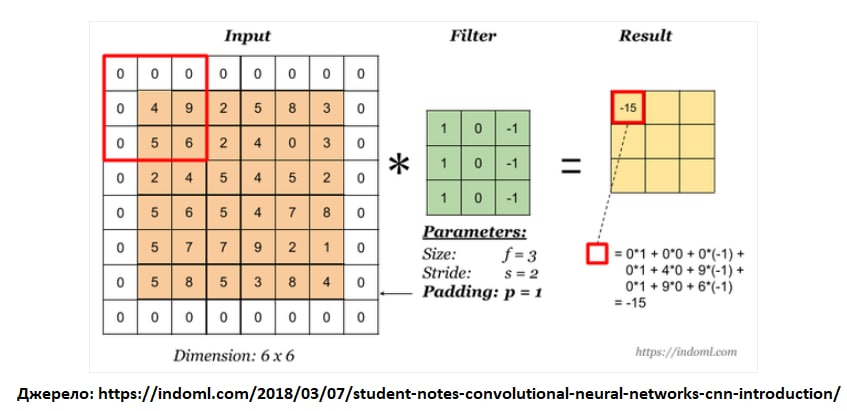 Input Filter Result
0 0 0 0 0 0 0 0
0 4 9 2 5 8 3 0
0 5 6 2 4 0 3 0
0 2 4 5 4 5 2 0
0 5 6 5 4 7 8 0
0 5 7 7 9 2 1 0
0 5 8 5 3 8 4 0
0 0 0 0 0 0 0 0
Dimension: 6 x 6
*
1 0 -1
1 0 -1
1 0 -1
Parameters:
Size: f = 3
Stride: s = 2
Padding: p = 1
=
-15
= 0*1 + 0*0 + 0*(-1) +
0*1 + 4*0 + 9*(-1) +
0*1 + 9*0 + 6*(-1)
= -15
https://indoml.com
Джерело: https://indoml.com/2018/03/07/student-notes-convolutional-neural-networks-cnn-introduction/